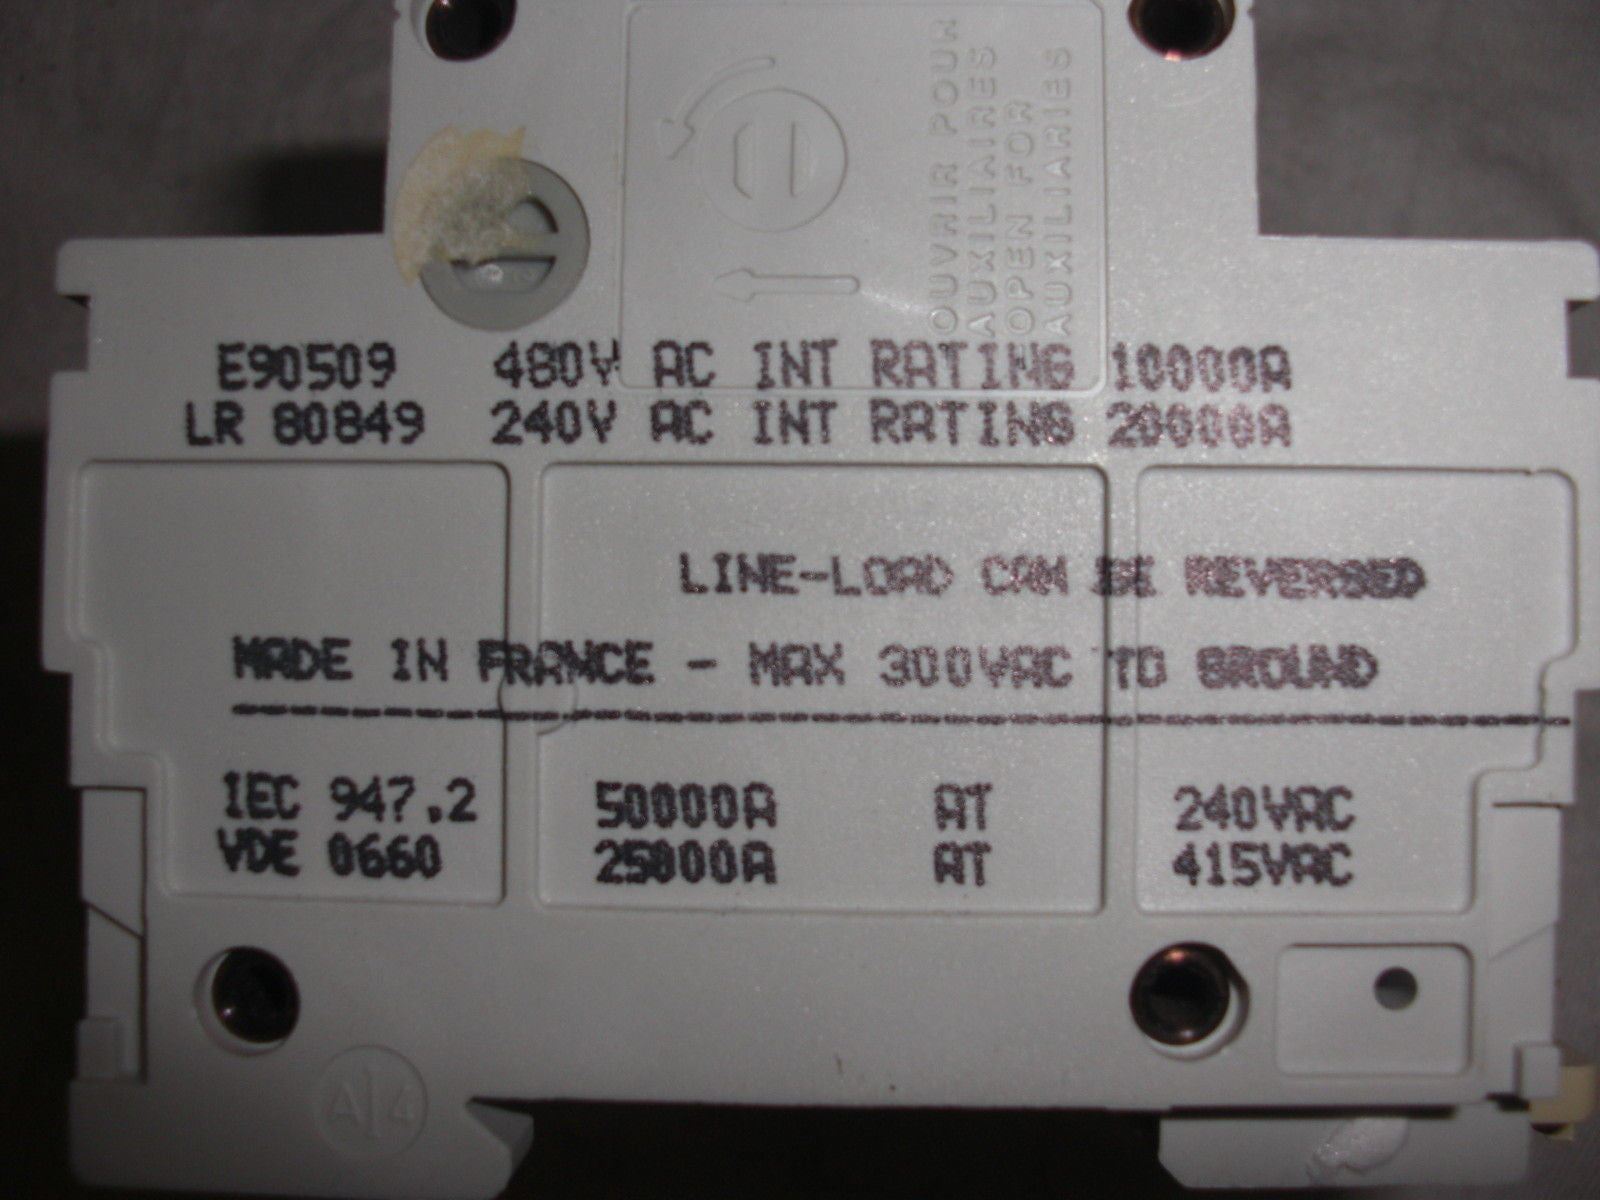 OUVRIR POUR
AUXILIAIRES
OPEN FOR
AUXILIARIES
E90509 480V AC INT RATING 10000A
LR 80849 240V AC INT RATING 20000A
LINE-LOAD CAN BE REVERSED
MADE IN FRANCE - MAX 300VAC TO GROUND
IEC 947.2 50000A AT 240VAC
VDE 0660 25000A AT 415VAC
A 4